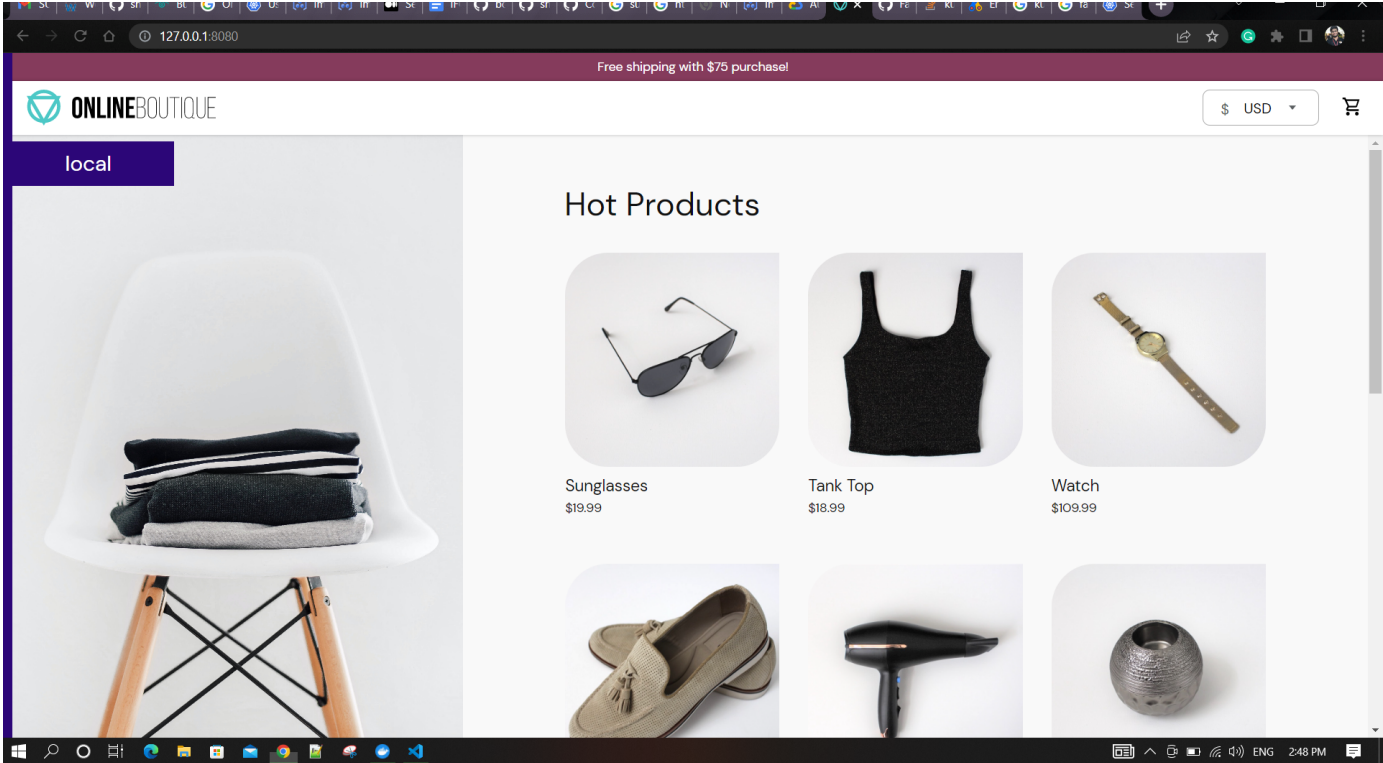 127.0.0.1:8080
Free shipping with $75 purchase!
ONLINEBOUTIQUE
$ USD
local
Hot Products
Sunglasses
$19.99
Tank Top
$18.99
Watch
$109.99
ENG 2:48 PM